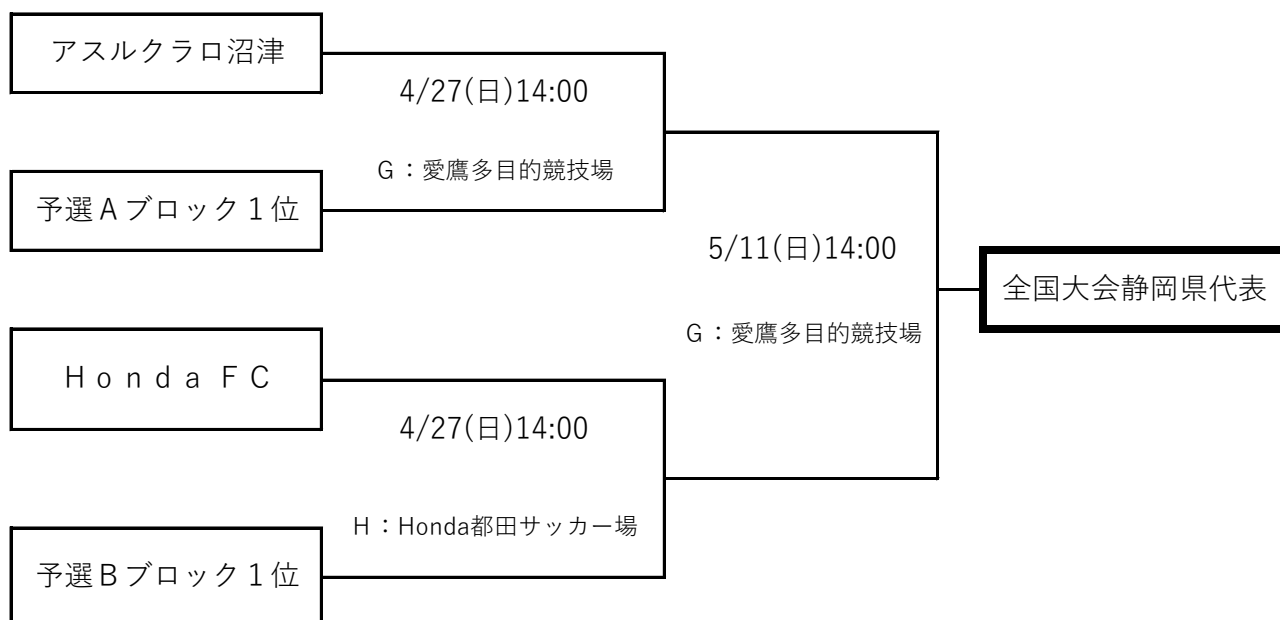 アスルクラロ沼津
4/27(日)14:00
G：愛鷹多目的競技場
予選Aブロック1位
5/11(日)14:00
全国大会静岡県代表
G：愛鷹多目的競技場
Ｈｏｎｄａ ＦＣ
4/27(日)14:00
H：Honda都田サッカー場
予選Bブロック1位